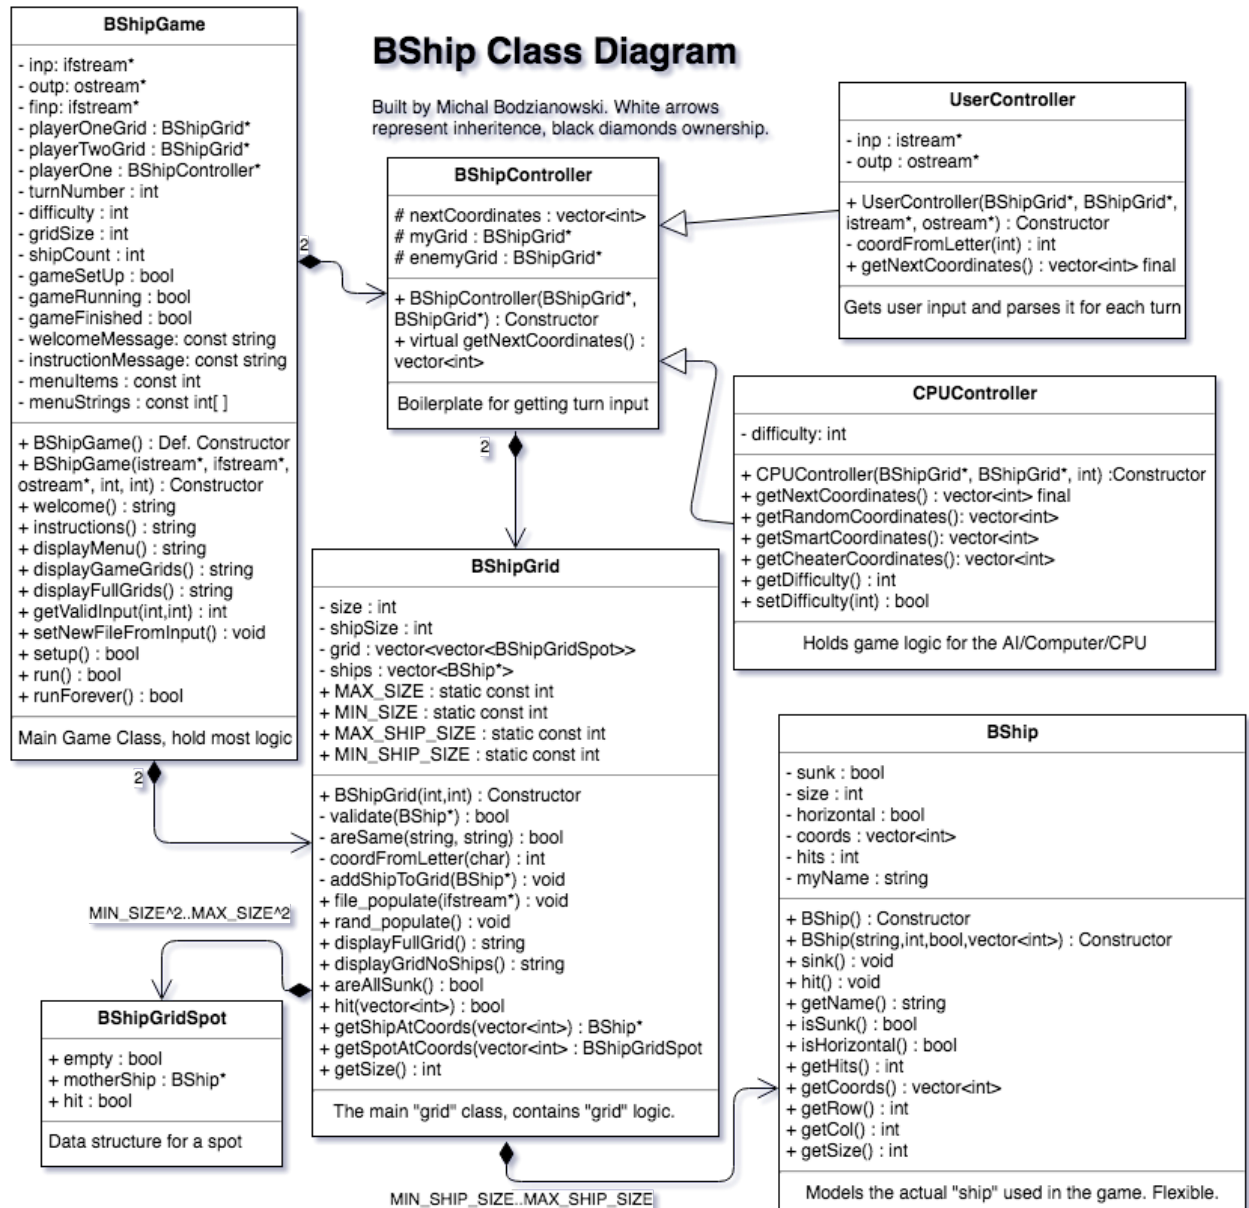 BShip Class Diagram
Built by Michal Bodzianowski. White arrows
represent inheritence, black diamonds ownership.
BShipGame
- inp: ifstream*
- outp: ostream*
- finp: ifstream*
- playerOneGrid : BShipGrid*
- playerTwoGrid : BShipGrid*
- playerOne : BShipController*
- turnNumber : int
- difficulty : int
- gridSize : int
- shipCount : int
- gameSetUp : bool
- gameRunning : bool
- gameFinished : bool
- welcomeMessage: const string
- instructionMessage: const string
- menuItems : const int
- menuStrings : const int[ ]
+ BShipGame() : Def. Constructor
+ BShipGame(istream*, ifstream*,
ostream*, int, int) : Constructor
+ welcome() : string
+ instructions() : string
+ displayMenu() : string
+ displayGameGrids() : string
+ displayFullGrids() : string
+ getValidInput(int,int) : int
+ setNewFileFromInput() : void
+ setup() : bool
+ run() : bool
+ runForever() : bool
Main Game Class, hold most logic
2
2
BShipController
# nextCoordinates : vector<int>
# myGrid : BShipGrid*
# enemyGrid : BShipGrid*
+ BShipController(BShipGrid*,
BShipGrid*) : Constructor
+ virtual getNextCoordinates() :
vector<int>
Boilerplate for getting turn input
2
UserController
- inp : istream*
- outp : ostream*
+ UserController(BShipGrid*, BShipGrid*,
istream*, ostream*) : Constructor
- coordFromLetter(int) : int
+ getNextCoordinates() : vector<int> final
Gets user input and parses it for each turn
CPUController
- difficulty: int
+ CPUController(BShipGrid*, BShipGrid*, int) :Constructor
+ getNextCoordinates() : vector<int> final
+ getRandomCoordinates(): vector<int>
+ getSmartCoordinates(): vector<int>
+ getCheaterCoordinates(): vector<int>
+ getDifficulty() : int
+ setDifficulty(int) : bool
Holds game logic for the AI/Computer/CPU
BShipGrid
- size : int
- shipSize : int
- grid : vector<vector<BShipGridSpot>>
- ships : vector<BShip*>
+ MAX_SIZE : static const int
+ MIN_SIZE : static const int
+ MAX_SHIP_SIZE : static const int
+ MIN_SHIP_SIZE : static const int
+ BShipGrid(int,int) : Constructor
- validate(BShip*) : bool
- areSame(string, string) : bool
- coordFromLetter(char) : int
- addShipToGrid(BShip*) : void
+ file_populate(ifstream*) : void
+ rand_populate() : void
+ displayFullGrid() : string
+ displayGridNoShips() : string
+ areAllSunk() : bool
+ hit(vector<int>) : bool
+ getShipAtCoords(vector<int>) : BShip*
+ getSpotAtCoords(vector<int> : BShipGridSpot
+ getSize() : int
The main "grid" class, contains "grid" logic.
MIN_SIZE^2..MAX_SIZE^2
BShipGridSpot
+ empty : bool
+ motherShip : BShip*
+ hit : bool
Data structure for a spot
MIN_SHIP_SIZE..MAX_SHIP_SIZE
BShip
- sunk : bool
- size : int
- horizontal : bool
- coords : vector<int>
- hits : int
- myName : string
+ BShip() : Constructor
+ BShip(string,int,bool,vector<int>) : Constructor
+ sink() : void
+ hit() : void
+ getName() : string
+ isSunk() : bool
+ isHorizontal() : bool
+ getHits() : int
+ getCoords() : vector<int>
+ getRow() : int
+ getCol() : int
+ getSize() : int
Models the actual "ship" used in the game. Flexible.